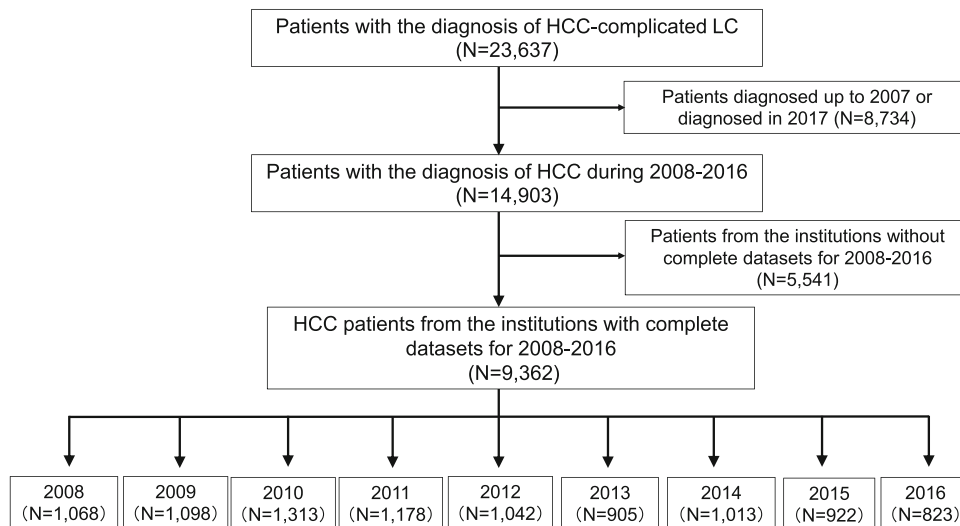 Patients with the diagnosis of HCC-complicated LC
(N=23,637)
Patients diagnosed up to 2007 or
diagnosed in 2017 (N=8,734)
Patients with the diagnosis of HCC during 2008-2016
(N=14,903)
Patients from the institutions without
complete datasets for 2008-2016
(N=5,541)
HCC patients from the institutions with complete
datasets for 2008-2016
(N=9,362)
2008
(N=1,068)
2009
(N=1,098)
2010
(N=1,313)
2011
(N=1,178)
2012
(N=1,042)
2013
(N=905)
2014
(N=1,013)
2015
(N=922)
2016
(N=823)